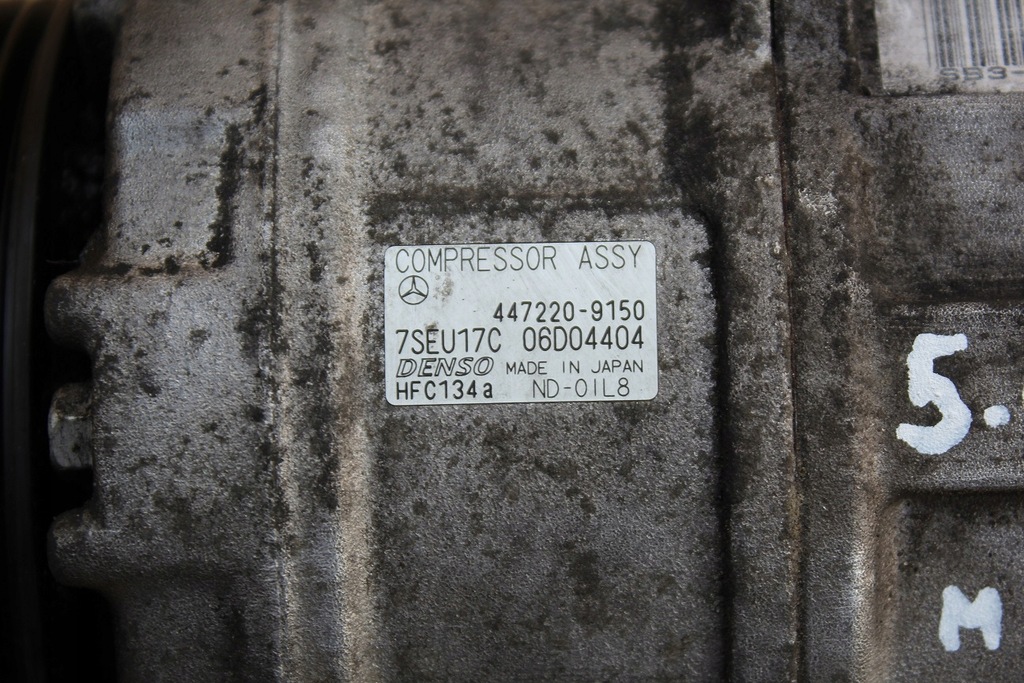 COMPRESSOR ASSY
447220-9150
7SEU17C 06D04404
DENSO MADE IN JAPAN
HFC134a ND-OIL8
5.
M